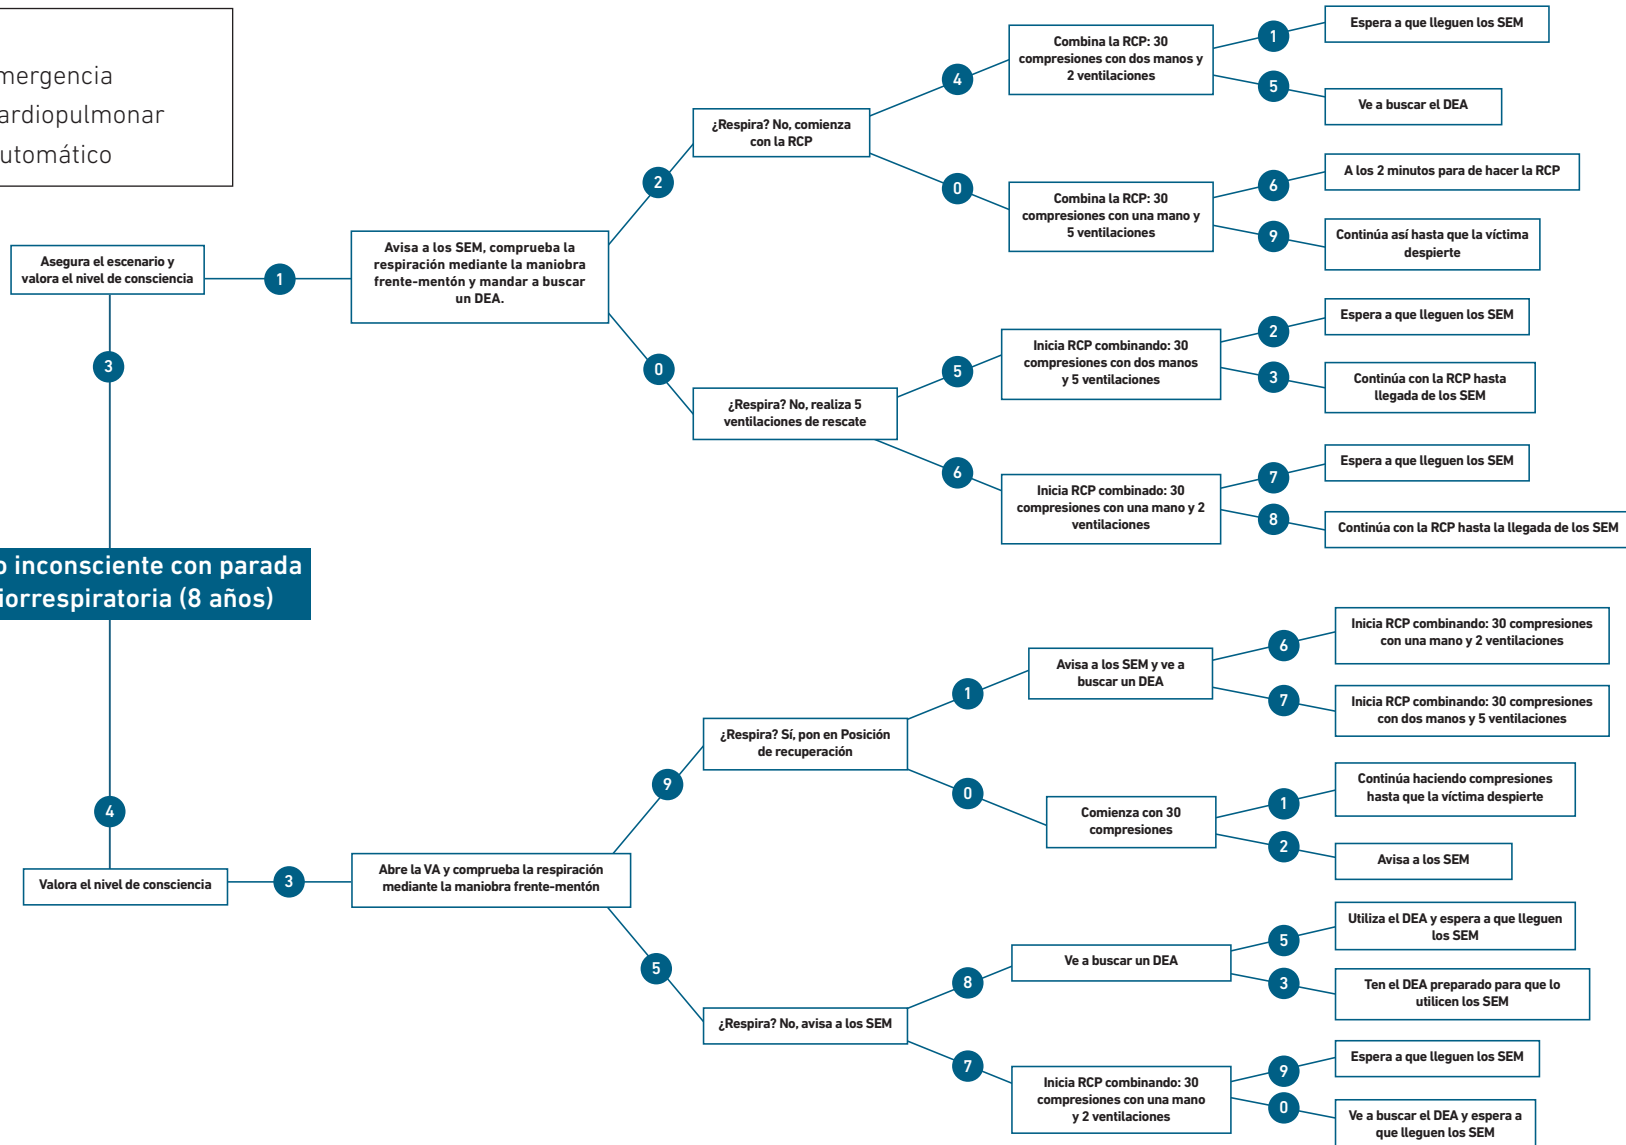 mergencia
ardiopulmonar
utomático
Asegura el escenario y
valora el nivel de consciencia
1
Avisa a los SEM, comprueba la
respiración mediante la maniobra
frente-mentón y mandar a buscar
un DEA.
2
¿Respira? No, comienza
con la RCP
4
Combina la RCP: 30
compresiones con dos manos y
2 ventilaciones
1
Espera a que lleguen los SEM
5
Ve a buscar el DEA
0
Combina la RCP: 30
compresiones con una mano y
5 ventilaciones
6
A los 2 minutos para de hacer la RCP
9
Continúa así hasta que la víctima
despierte
0
¿Respira? No, realiza 5
ventilaciones de rescate
5
Inicia RCP combinando: 30
compresiones con dos manos
y 5 ventilaciones
2
Espera a que lleguen los SEM
3
Continúa con la RCP hasta
llegada de los SEM
6
Inicia RCP combinado: 30
compresiones con una mano y 2
ventilaciones
7
Espera a que lleguen los SEM
8
Continúa con la RCP hasta la llegada de los SEM
3
o inconsciente con parada
iorrespiratoria (8 años)
4
Valora el nivel de consciencia
3
Abre la VA y comprueba la respiración
mediante la maniobra frente-mentón
9
¿Respira? Sí, pon en Posición
de recuperación
1
Avisa a los SEM y ve a
buscar un DEA
6
Inicia RCP combinando: 30 compresiones
con una mano y 2 ventilaciones
7
Inicia RCP combinando: 30 compresiones
con dos manos y 5 ventilaciones
0
Comienza con 30
compresiones
1
Continúa haciendo compresiones
hasta que la víctima despierte
2
Avisa a los SEM
5
¿Respira? No, avisa a los SEM
8
Ve a buscar un DEA
5
Utiliza el DEA y espera a que lleguen
los SEM
3
Ten el DEA preparado para que lo
utilicen los SEM
7
Inicia RCP combinando: 30
compresiones con una mano
y 2 ventilaciones
9
Espera a que lleguen los SEM
0
Ve a buscar el DEA y espera a
que lleguen los SEM